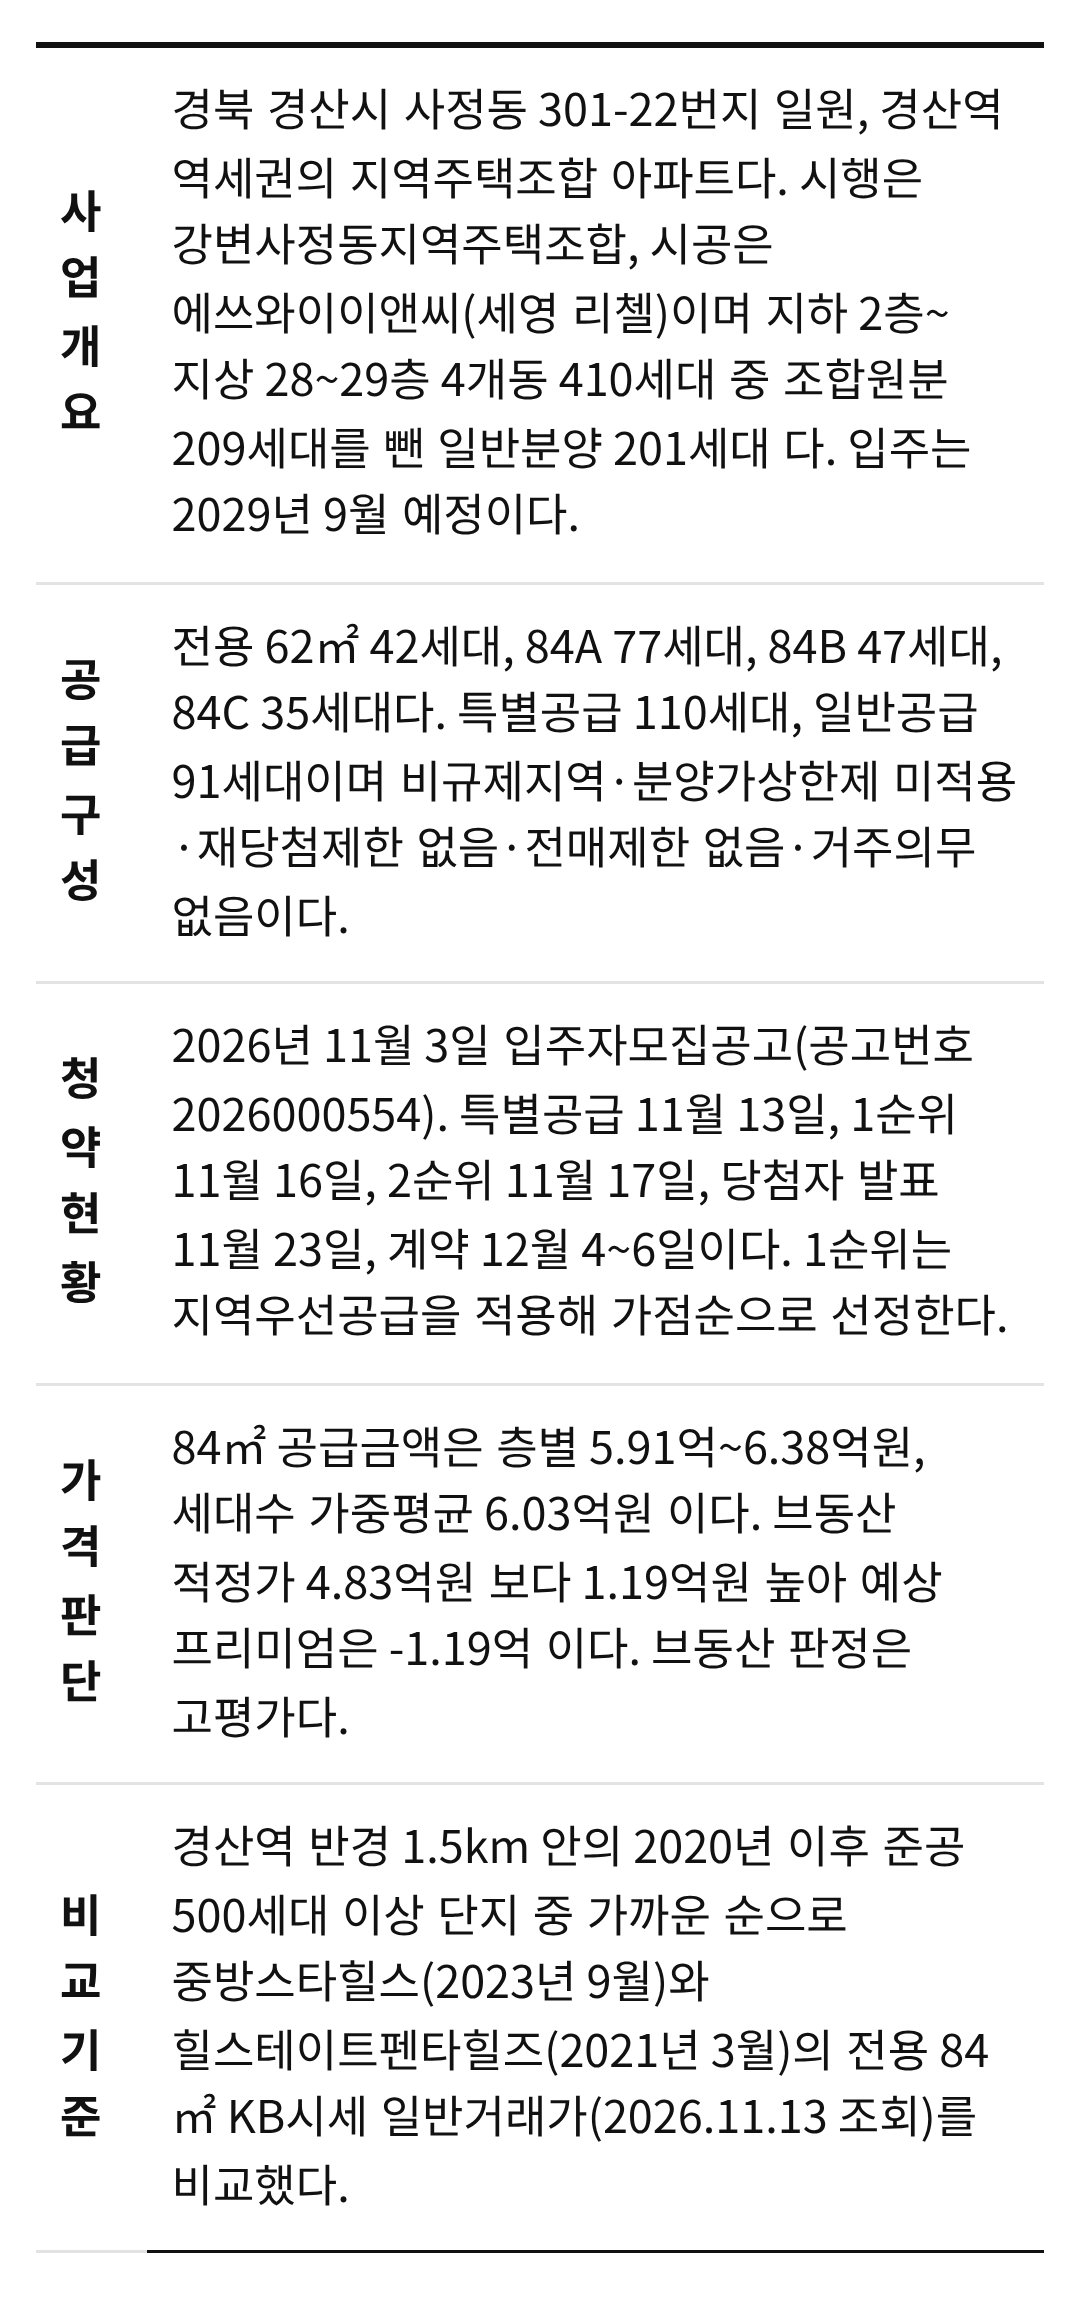 사업개요
경북 경산시 사정동 301-22번지 일원, 경산역
역세권의 지역주택조합 아파트다. 시행은
강변사정동지역주택조합, 시공은
에쓰와이이앤씨(세영 리첼)이며 지하 2층~
지상 28~29층 4개동 410세대 중 조합원분
209세대를 뺀 일반분양 201세대 다. 입주는
2029년 9월 예정이다.
공급구성
전용 62㎡ 42세대, 84A 77세대, 84B 47세대,
84C 35세대다. 특별공급 110세대, 일반공급
91세대이며 비규제지역·분양가상한제 미적용
·재당첨제한 없음·전매제한 없음·거주의무
없음이다.
청약현황
2026년 11월 3일 입주자모집공고(공고번호
2026000554). 특별공급 11월 13일, 1순위
11월 16일, 2순위 11월 17일, 당첨자 발표
11월 23일, 계약 12월 4~6일이다. 1순위는
지역우선공급을 적용해 가점순으로 선정한다.
가격판단
84㎡ 공급금액은 층별 5.91억~6.38억원,
세대수 가중평균 6.03억원 이다. 브동산
적정가 4.83억원 보다 1.19억원 높아 예상
프리미엄은 -1.19억 이다. 브동산 판정은
고평가다.
비교기준
경산역 반경 1.5km 안의 2020년 이후 준공
500세대 이상 단지 중 가까운 순으로
중방스타힐스(2023년 9월)와
힐스테이트펜타힐즈(2021년 3월)의 전용 84
㎡ KB시세 일반거래가(2026.11.13 조회)를
비교했다.